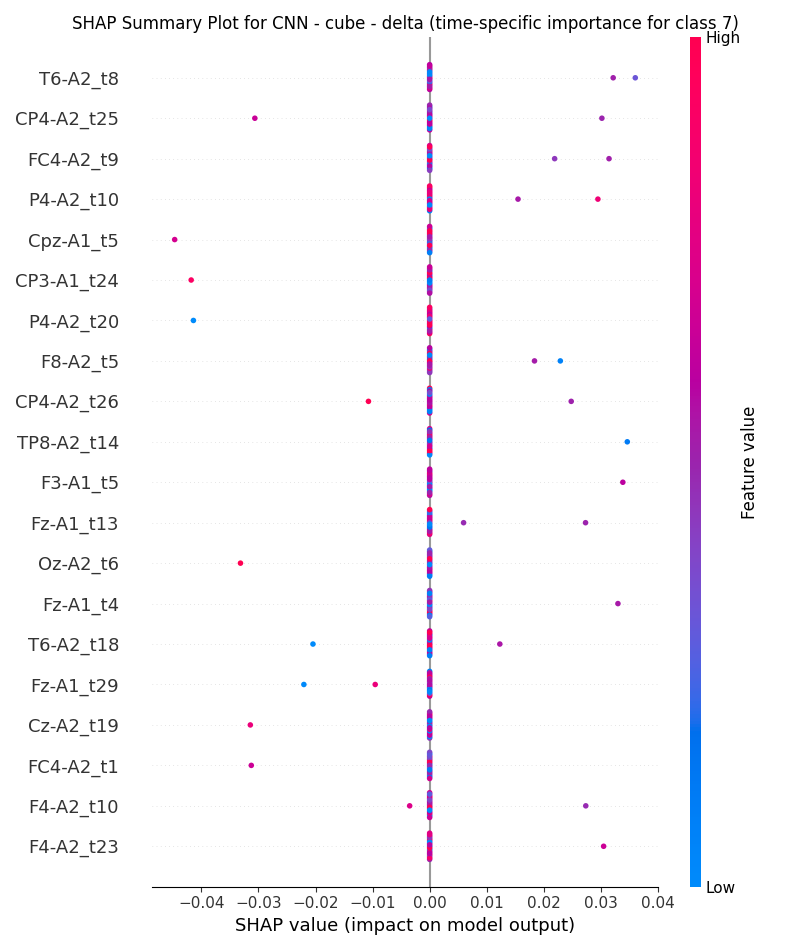 SHAP Summary Plot for CNN - cube - delta (time-specific importance for class 7)
High
T6-A2_t8
CP4-A2_t25
FC4-A2_t9
P4-A2_t10
Cpz-A1_t5
CP3-A1_t24
P4-A2_t20
F8-A2_t5
CP4-A2_t26
TP8-A2_t14
F3-A1_t5
Fz-A1_t13
Oz-A2_t6
Fz-A1_t4
T6-A2_t18
Fz-A1_t29
Cz-A2_t19
FC4-A2_t1
F4-A2_t10
F4-A2_t23
Feature value
Low
−0.04 −0.03 −0.02 −0.01 0.00 0.01 0.02 0.03 0.04
SHAP value (impact on model output)